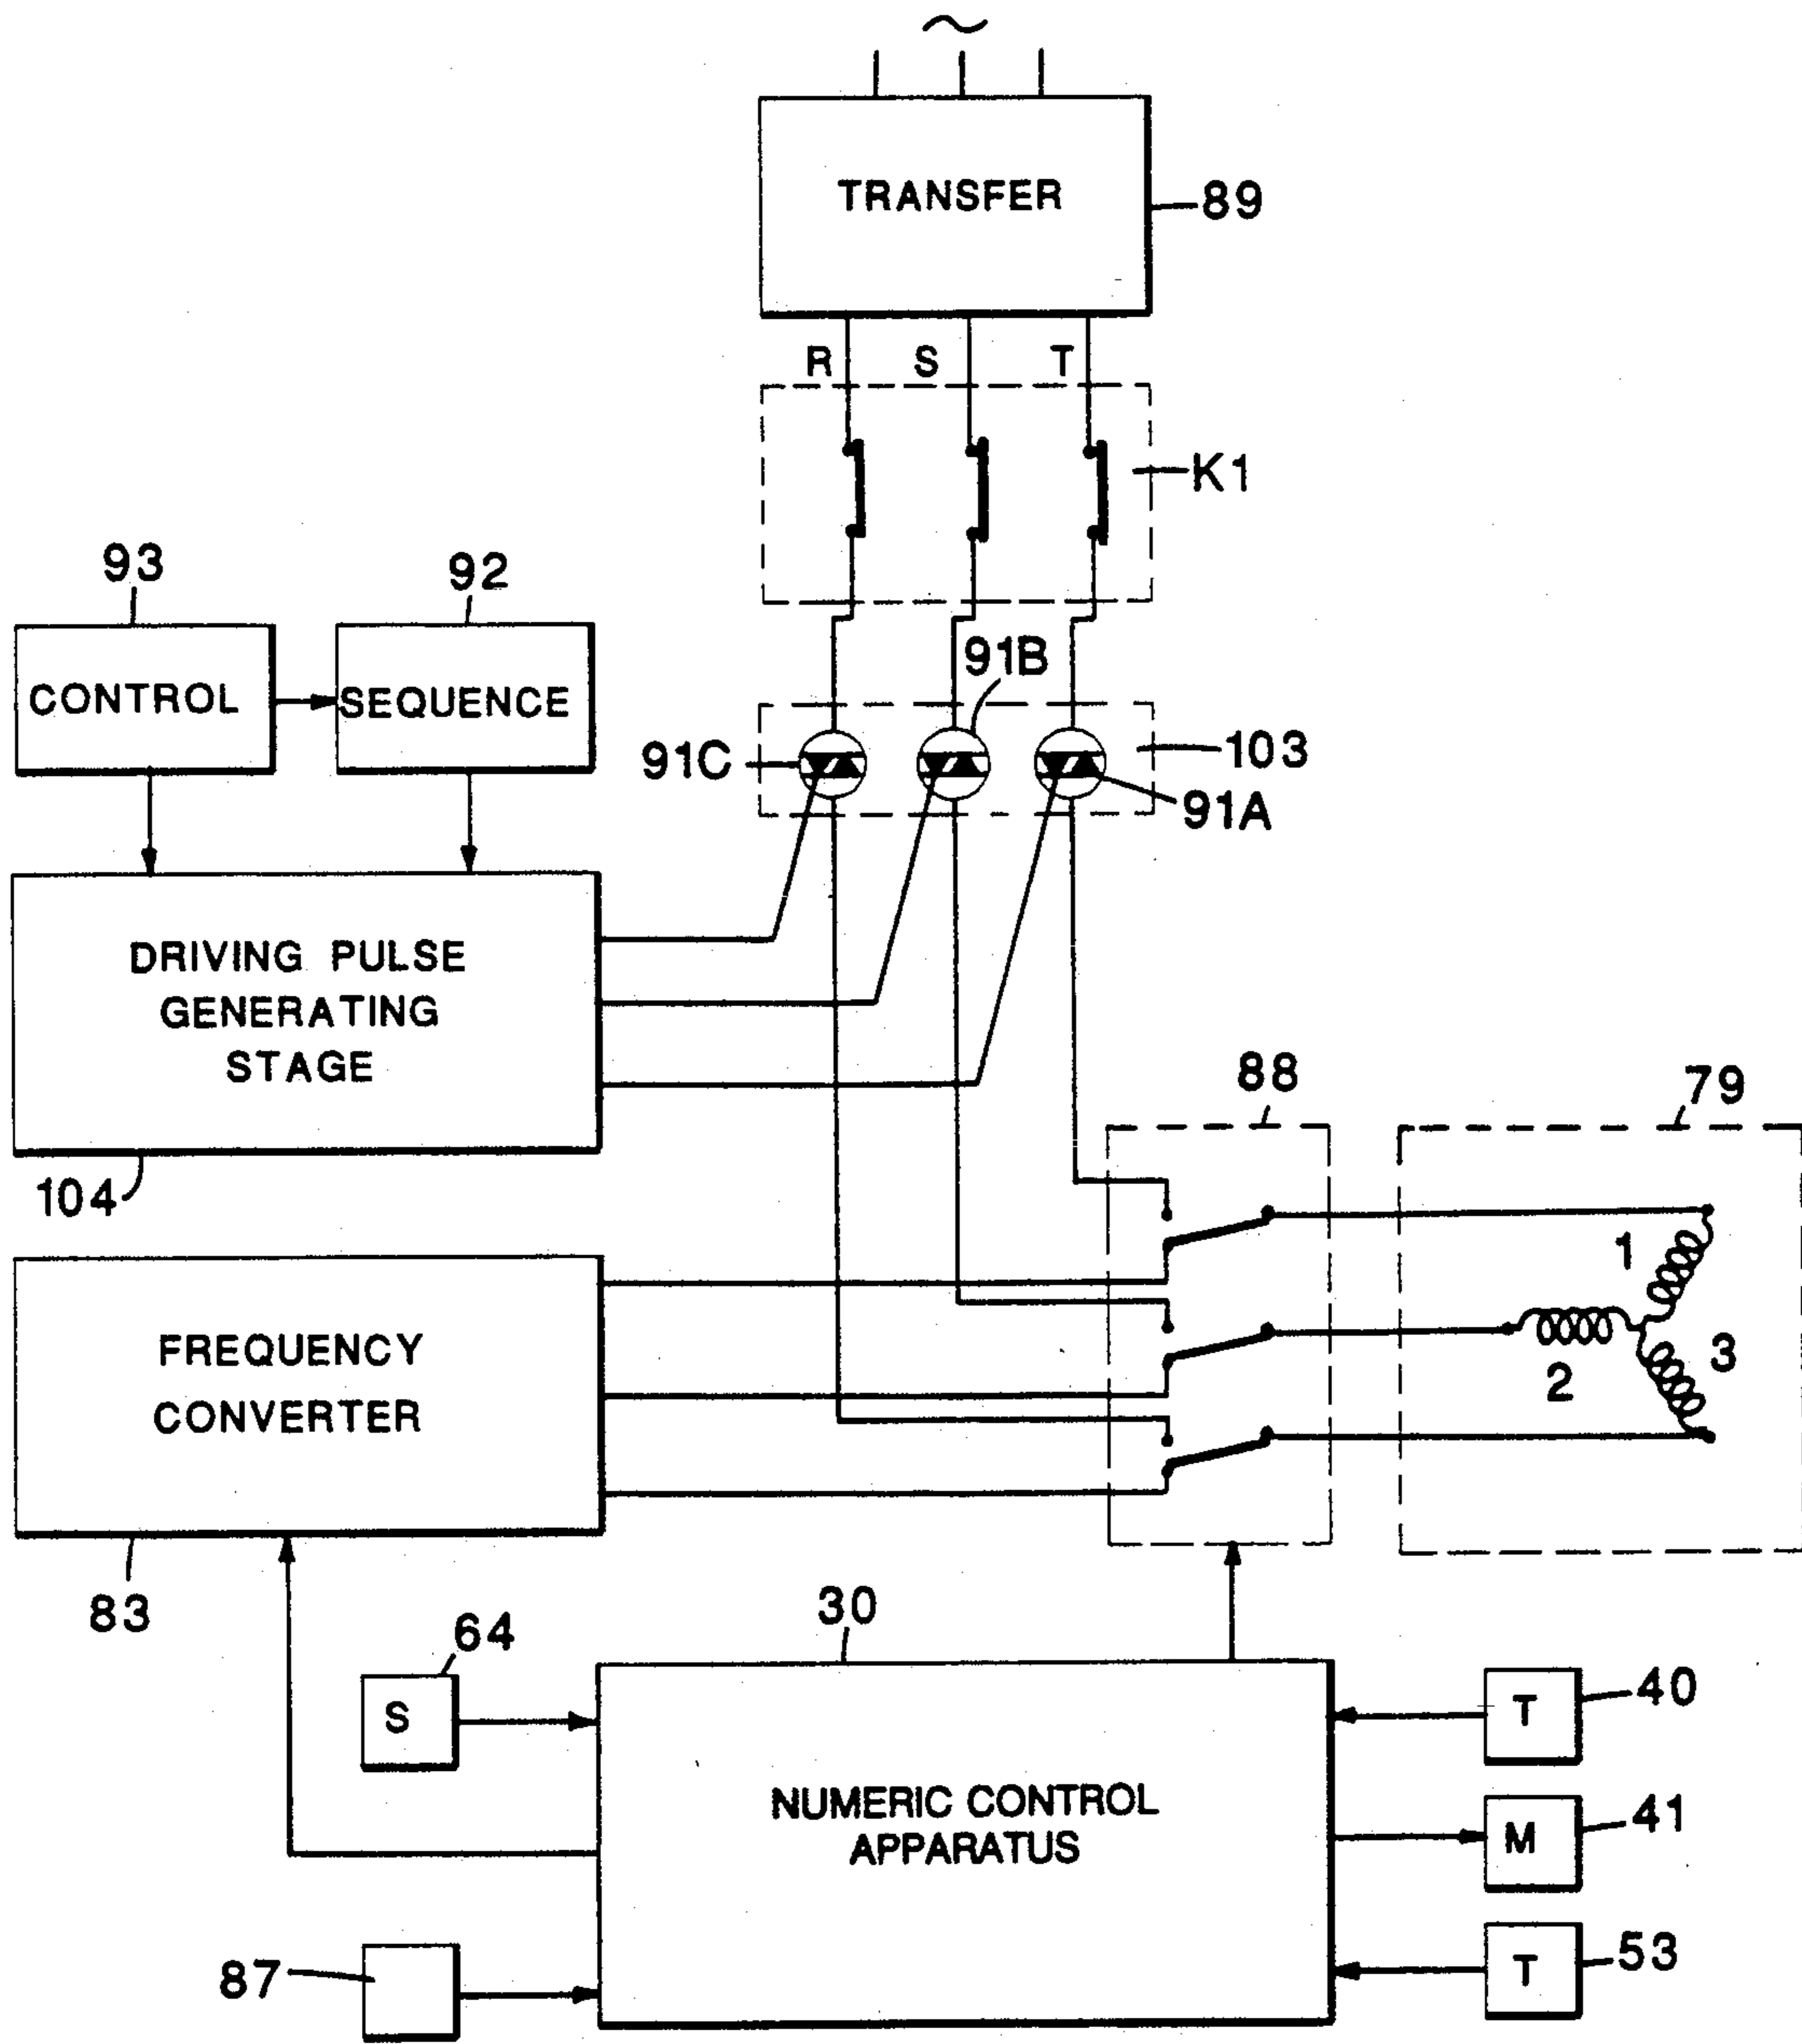 ~
TRANSFER
89
R S T
K1
93
92
91B
CONTROL
SEQUENCE
91C
103
91A
DRIVING PULSE
GENERATING
STAGE
88
79
104
1
FREQUENCY
CONVERTER
2
3
83
64
30
S
T
40
NUMERIC CONTROL
APPARATUS
M
41
87
T
53